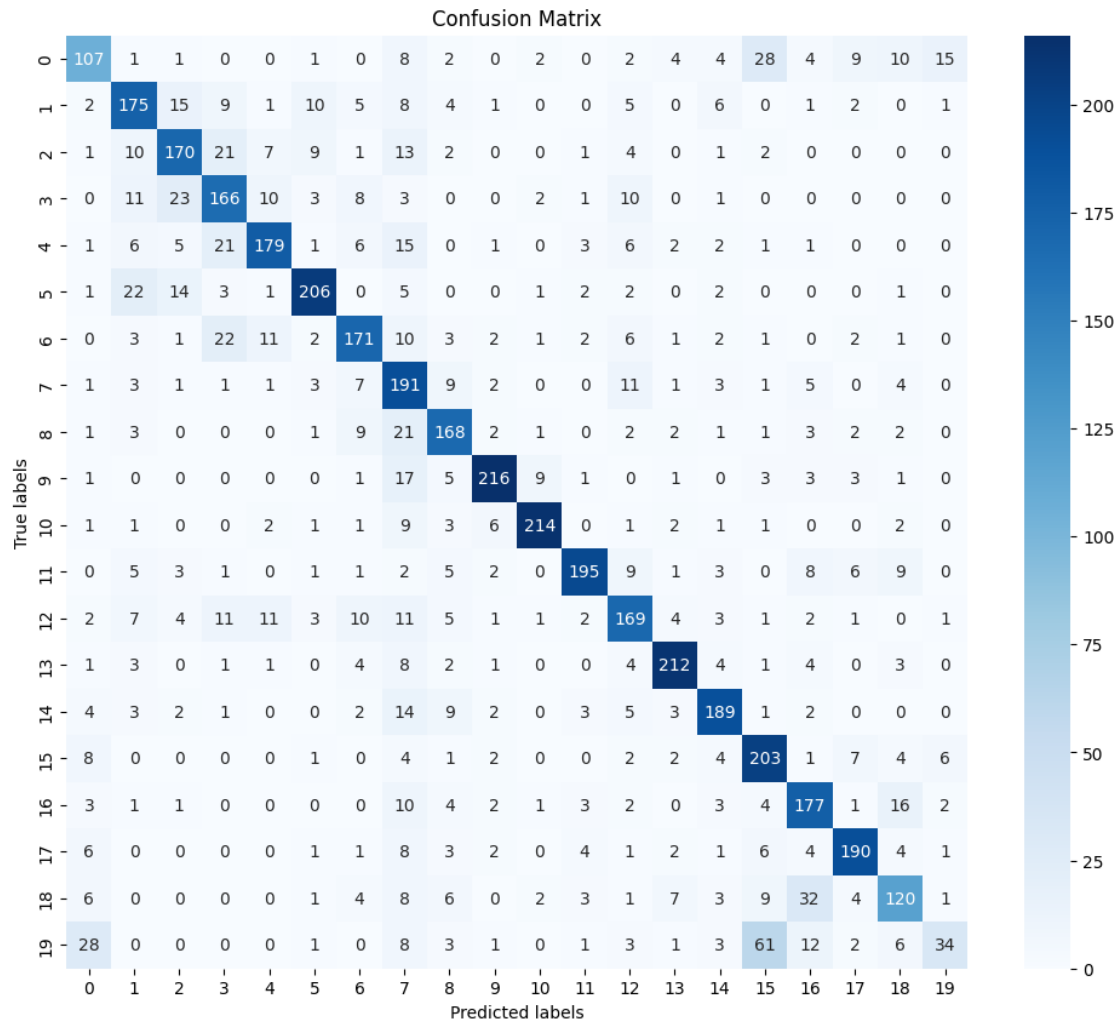 Confusion Matrix
0 107 1 1 0 0 1 0 8 2 0 2 0 2 4 4 28 4 9 10 15
1 2 175 15 9 1 10 5 8 4 1 0 0 5 0 6 0 1 2 0 1
2 1 10 170 21 7 9 1 13 2 0 0 1 4 0 1 2 0 0 0 0
3 0 11 23 166 10 3 8 3 0 0 2 1 10 0 1 0 0 0 0 0
4 1 6 5 21 179 1 6 15 0 1 0 3 6 2 2 1 1 0 0 0
5 1 22 14 3 1 206 0 5 0 0 1 2 2 0 2 0 0 0 1 0
6 0 3 1 22 11 2 171 10 3 2 1 2 6 1 2 1 0 2 1 0
7 1 3 1 1 1 3 7 191 9 2 0 0 11 1 3 1 5 0 4 0
8 1 3 0 0 0 1 9 21 168 2 1 0 2 2 1 1 3 2 2 0
9 1 0 0 0 0 0 1 17 5 216 9 1 0 1 0 3 3 3 1 0
10 1 1 0 0 2 1 1 9 3 6 214 0 1 2 1 1 0 0 2 0
11 0 5 3 1 0 1 1 2 5 2 0 195 9 1 3 0 8 6 9 0
12 2 7 4 11 11 3 10 11 5 1 1 2 169 4 3 1 2 1 0 1
13 1 3 0 1 1 0 4 8 2 1 0 0 4 212 4 1 4 0 3 0
14 4 3 2 1 0 0 2 14 9 2 0 3 5 3 189 1 2 0 0 0
15 8 0 0 0 0 1 0 4 1 2 0 0 2 2 4 203 1 7 4 6
16 3 1 1 0 0 0 0 10 4 2 1 3 2 0 3 4 177 1 16 2
17 6 0 0 0 0 1 1 8 3 2 0 4 1 2 1 6 4 190 4 1
18 6 0 0 0 0 1 4 8 6 0 2 3 1 7 3 9 32 4 120 1
19 28 0 0 0 0 1 0 8 3 1 0 1 3 1 3 61 12 2 6 34
0 1 2 3 4 5 6 7 8 9 10 11 12 13 14 15 16 17 18 19
Predicted labels
True labels
200
175
150
125
100
75
50
25
0